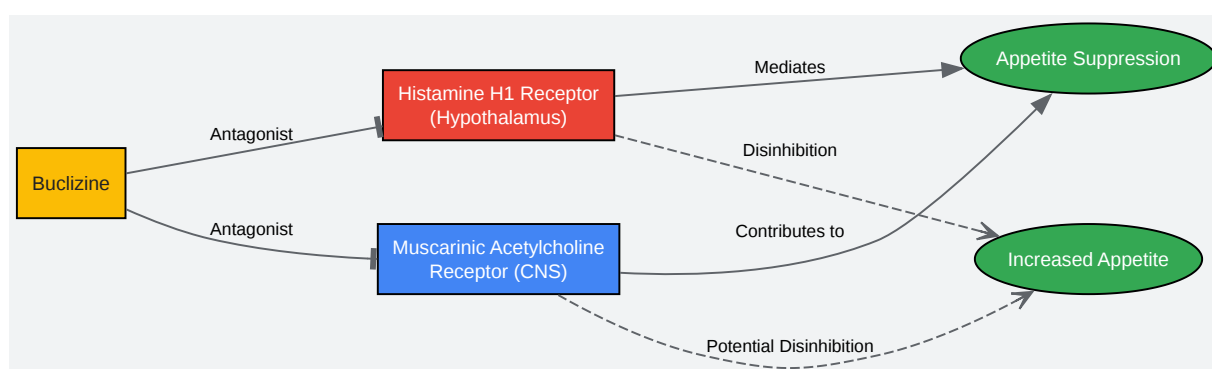 Buclizine
Antagonist
Antagonist
Histamine H1 Receptor
(Hypothalamus)
Muscarinic Acetylcholine
Receptor (CNS)
Mediates
Disinhibition
Contributes to
Potential Disinhibition
Appetite Suppression
Increased Appetite